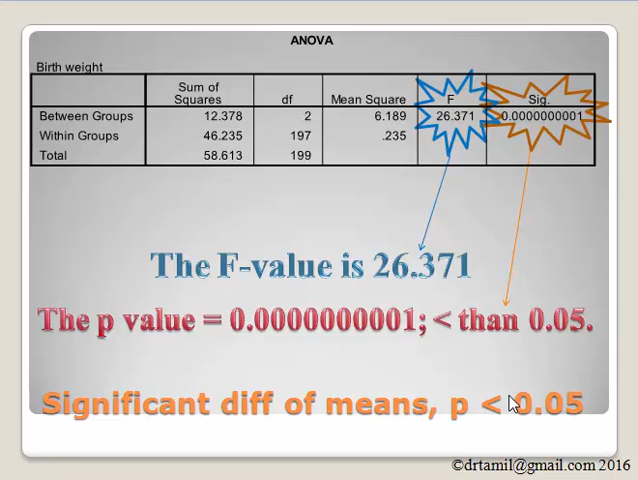 ANOVA
Birth weight
Sum of Squares df Mean Square F Sig.
Between Groups 12.378 2 6.189 26.371 0.0000000001
Within Groups 46.235 197 .235
Total 58.613 199
The F-value is 26.371
The p value = 0.0000000001; < than 0.05.
Significant diff of means, p < 0.05
©drtamil@gmail.com 2016